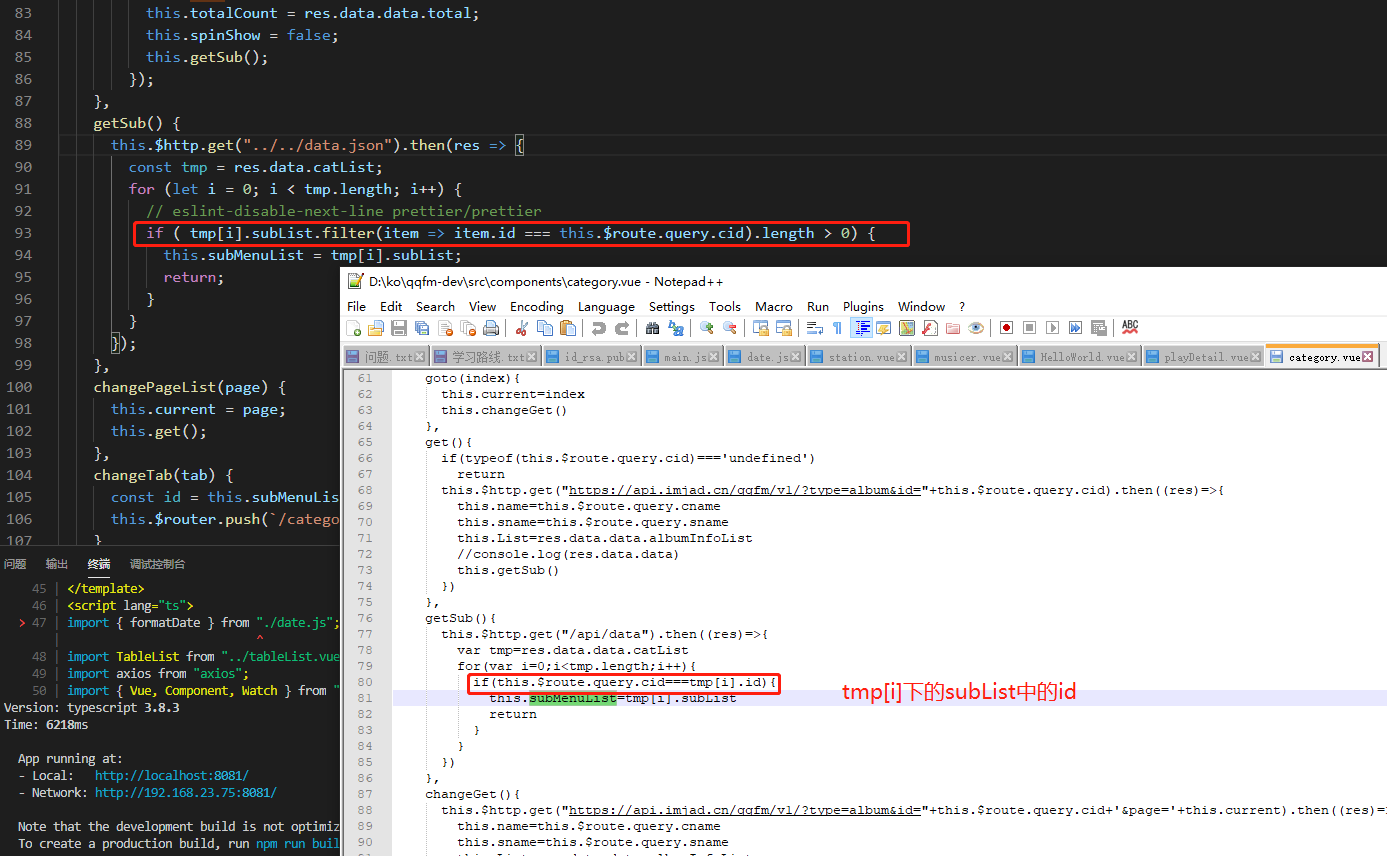 83 this.totalCount = res.data.data.total;
84 this.spinShow = false;
85 this.getSub();
86 });
87 },
88 getSub() {
89 this.$http.get("../../data.json").then(res => {
90 const tmp = res.data.catList;
91 for (let i = 0; i < tmp.length; i++) {
92 // eslint-disable-next-line prettier/prettier
93 if ( tmp[i].subList.filter(item => item.id === this.$route.query.cid).length > 0) {
94 this.subMenuList = tmp[i].subList;
95 return;
96 }
97 }
98 });
99 },
100 changePageList(page) {
101 this.current = page;
102 this.get();
103 },
104 changeTab(tab) {
105 const id = this.subMenuLis
106 this.$router.push(`/catego
107 }
问题 输出 终端 调试控制台
45 | </template>
46 | <script lang="ts">
> 47 | import { formatDate } from "./date.js";
| ^
48 | import TableList from "../tableList.vue
49 | import axios from "axios";
50 | import { Vue, Component, Watch } from "
Version: typescript 3.8.3
Time: 6218ms
App running at:
- Local: http://localhost:8081/
- Network: http://192.168.23.75:8081/
Note that the development build is not optimiz
To create a production build, run npm run buil
D:\ko\qqfm-dev\src\components\category.vue - Notepad++
File Edit Search View Encoding Language Settings Tools Macro Run Plugins Window ?
ABC
问题.txt 学习路线.txt id_rsa.pub main.js date.js station.vue musicer.vue HelloWorld.vue playDetail.vue category.vue
61 goto(index){
62 this.current=index
63 this.changeGet()
64 },
65 get(){
66 if(typeof(this.$route.query.cid)==='undefined')
67 return
68 this.$http.get("https://api.imjad.cn/qqfm/v1/?type=album&id="+this.$route.query.cid).then((res)=>{
69 this.name=this.$route.query.cname
70 this.sname=this.$route.query.sname
71 this.List=res.data.data.albumInfoList
72 //console.log(res.data.data)
73 this.getSub()
74 })
75 },
76 getSub(){
77 this.$http.get("/api/data").then((res)=>{
78 var tmp=res.data.data.catList
79 for(var i=0;i<tmp.length;i++){
80 if(this.$route.query.cid===tmp[i].id){
81 this.subMenuList=tmp[i].subList
82 return
83 }
84 }
85 })
86 },
87 changeGet(){
88 this.$http.get("https://api.imjad.cn/qqfm/v1/?type=album&id="+this.$route.query.cid+'&page='+this.current).then((res)=
89 this.name=this.$route.query.cname
90 this.sname=this.$route.query.sname
tmp[i]下的subList中的id